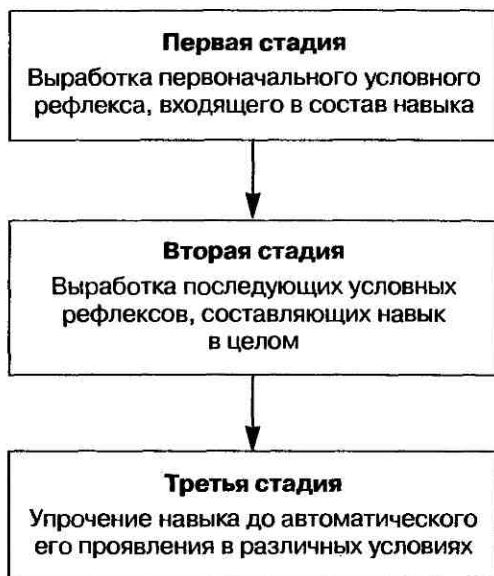 Первая стадия
Выработка первоначального условного
рефлекса, входящего в состав навыка
Вторая стадия
Выработка последующих условных
рефлексов, составляющих навык
в целом
Третья стадия
Упрочение навыка до автоматического
его проявления в различных условиях